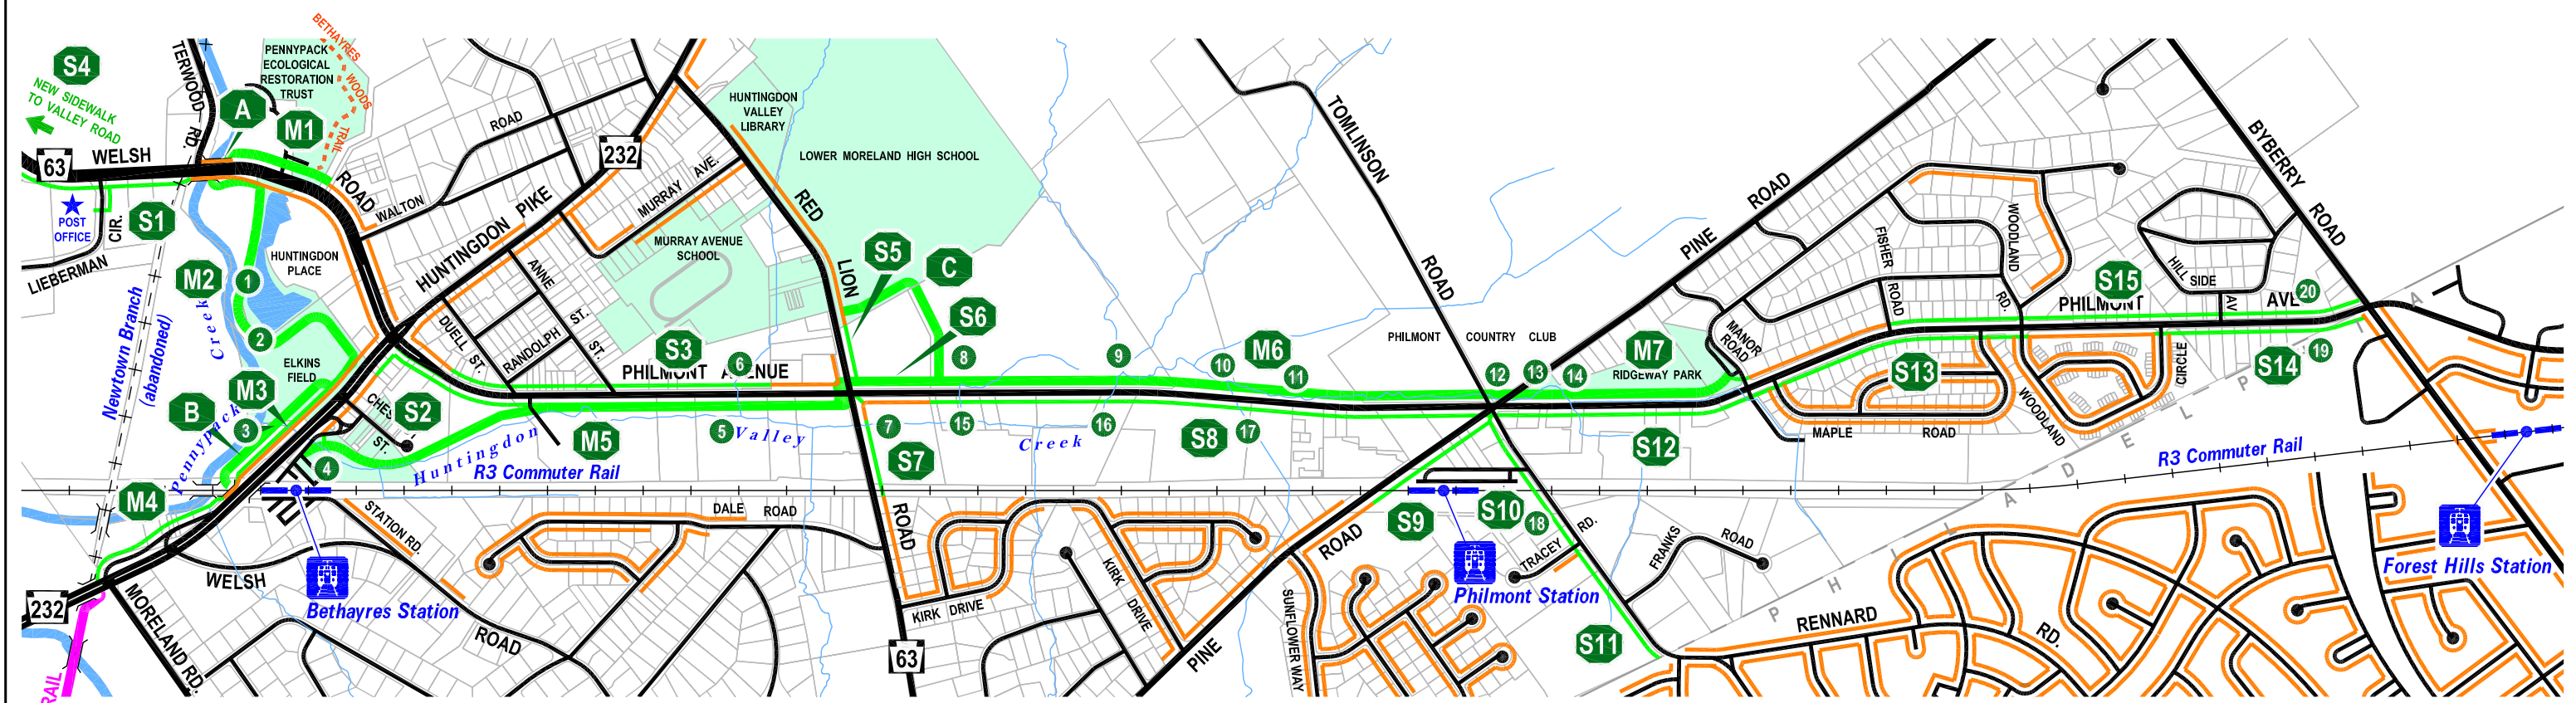 S4
NEW SIDEWALK
TO VALLEY ROAD
63
WELSH
ROAD
TERWOOD RD.
A
M1
PENNYPACK
ECOLOGICAL
RESTORATION
TRUST
BETHAYRES
WOODS
TRAIL
POST
OFFICE
CIR.
LIEBERMAN
S1
M2
Newtown Branch
(abandoned)
Pennypack
Creek
HUNTINGDON
PLACE
1
2
ELKINS
FIELD
M3
B
3
M4
4
WALTON
ROAD
HUNTINGDON PIKE
232
MURRAY AVE.
MURRAY AVENUE
SCHOOL
ANNE
ST.
DUELL ST.
RANDOLPH
ST.
S3
PHILMONT AVENUE
6
S2
ST.
HUNTINGDON
VALLEY
LIBRARY
LOWER MORELAND HIGH SCHOOL
RED
LION
ROAD
S5
C
S6
8
M5
5
Huntingdon
Valley
Creek
7
S7
15
9
16
10
M6
11
S8
17
R3 Commuter Rail
STATION RD.
DALE ROAD
WELSH
ROAD
Bethayres Station
232
MORELAND RD.
RAIL
KIRK DRIVE
63
KIRK
DRIVE
PINE
ROAD
SUNFLOWER WAY
TOMLINSON
ROAD
PHILMONT COUNTRY CLUB
12
13
14
M7
RIDGEWAY PARK
PINE
ROAD
MANOR
ROAD
S9
S10
18
TRACEY
RD.
Philmont Station
S11
S12
FRANKS
ROAD
MAPLE ROAD
FISHER
ROAD
WOODLAND
RD.
S13
WOODLAND
CIRCLE
S15
HILL SIDE
AV
PHILMONT AVE
20
BYBERRY
ROAD
S14
19
R3 Commuter Rail
PHILADELPHIA
RENNARD
RD.
Forest Hills Station